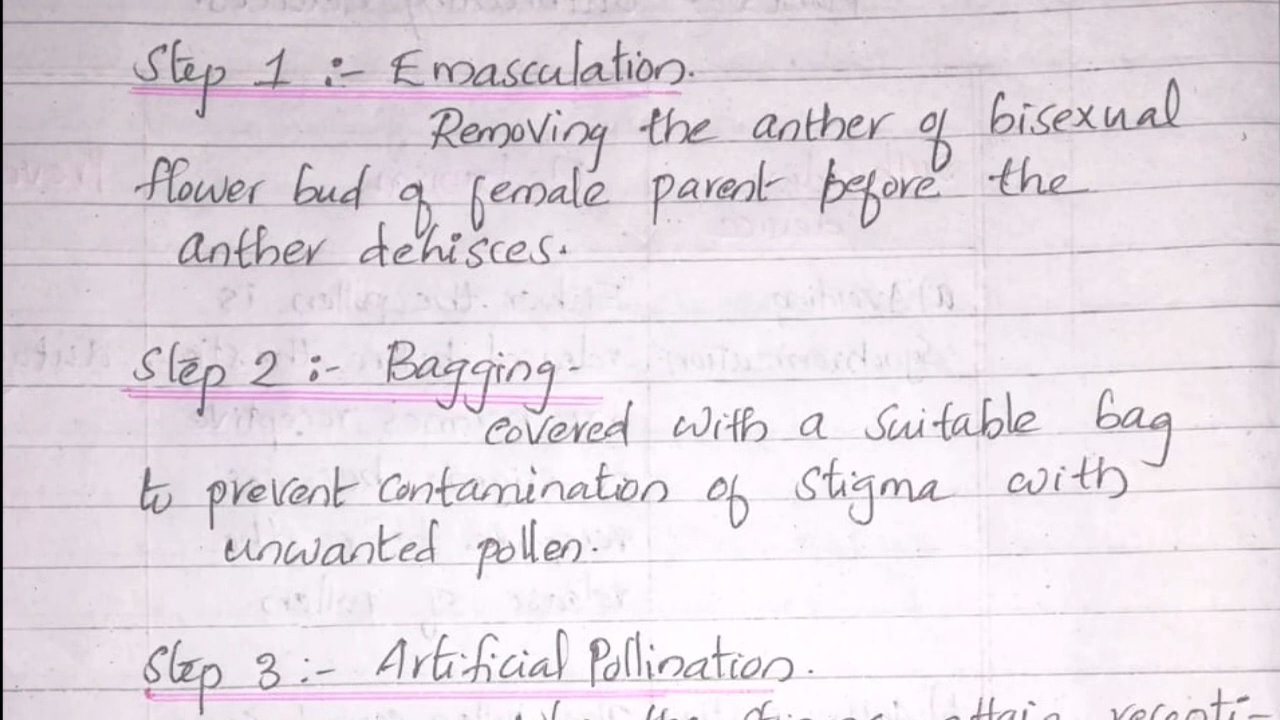 Step 1 :- Emasculation.
Removing the anther of bisexual
flower bud of female parent before the
anther dehisces.
Step 2 :- Bagging-
covered with a suitable bag
to prevent contamination of stigma with
unwanted pollen.
Step 3 :- Artificial Pollination.